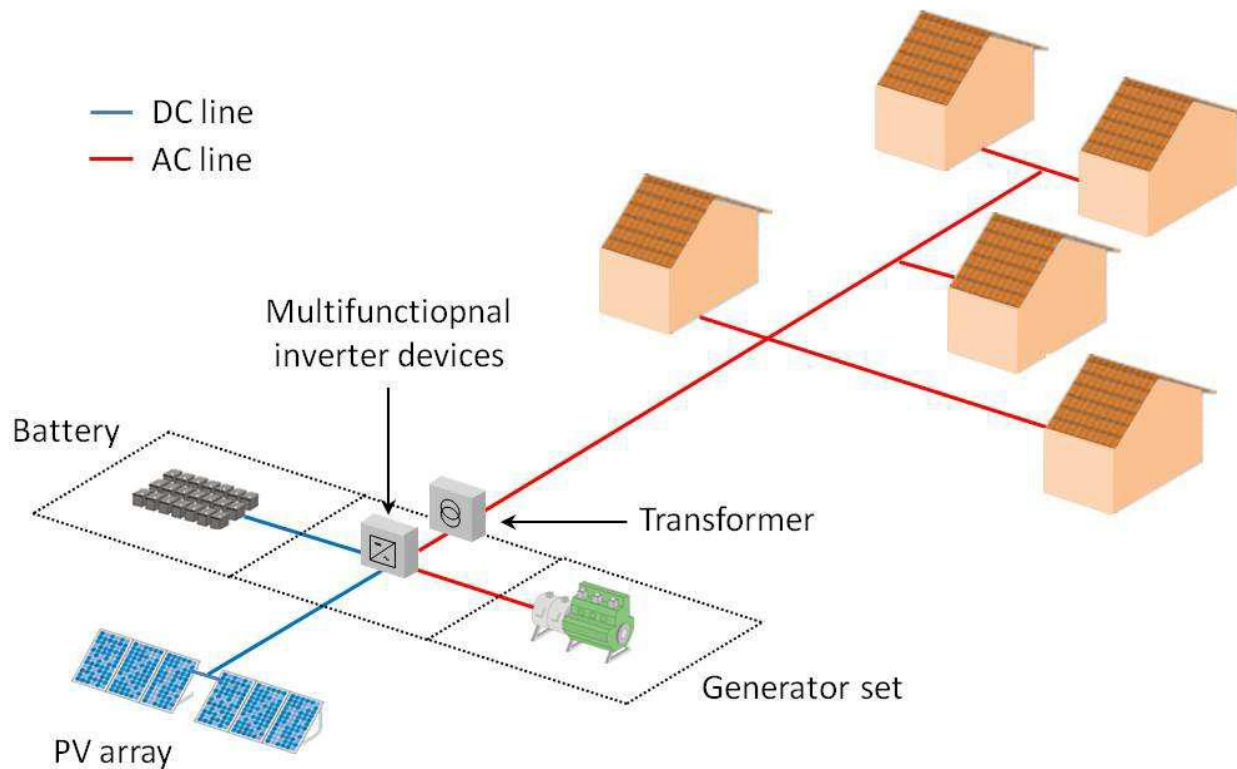 DC line
AC line
Multifunctiopnal
inverter devices
Battery
Transformer
Generator set
PV array